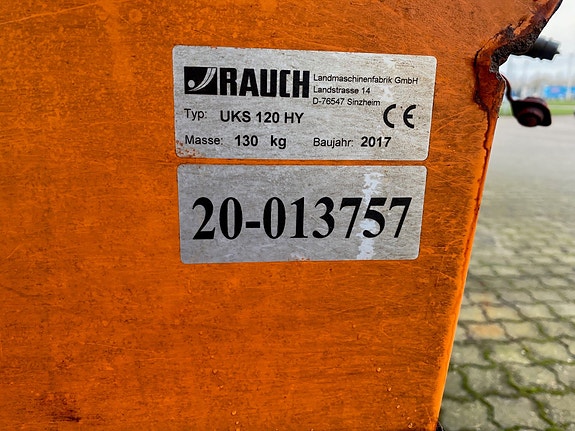 RAUCH Landmaschinenfabrik GmbH
Landstrasse 14
D-76547 Sinzheim
Typ: UKS 120 HY CE
Masse: 130 kg Baujahr: 2017
20-013757